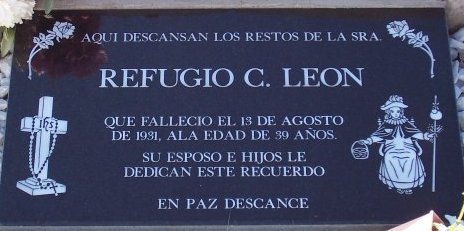 AQUI DESCANSAN LOS RESTOS DE LA SRA.
REFUGIO C. LEON
QUE FALLECIO EL 13 DE AGOSTO
DE 1931, ALA EDAD DE 39 AÑOS.
SU ESPOSO E HIJOS LE
DEDICAN ESTE RECUERDO
EN PAZ DESCANCE
IHS